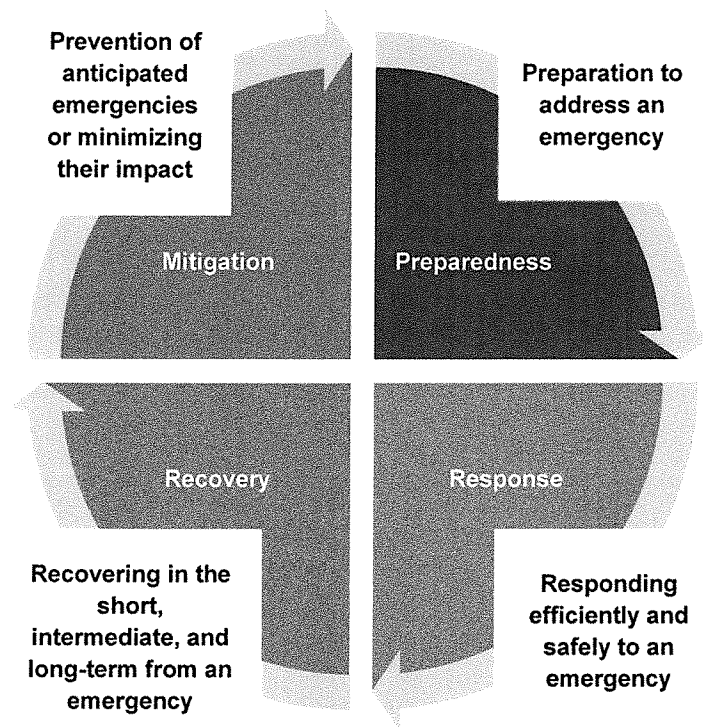 Prevention of
anticipated
emergencies
or minimizing
their impact
Preparation to
address an
emergency
Mitigation
Preparedness
Recovery
Response
Recovering in the
short,
intermediate, and
long-term from an
emergency
Responding
efficiently and
safely to an
emergency